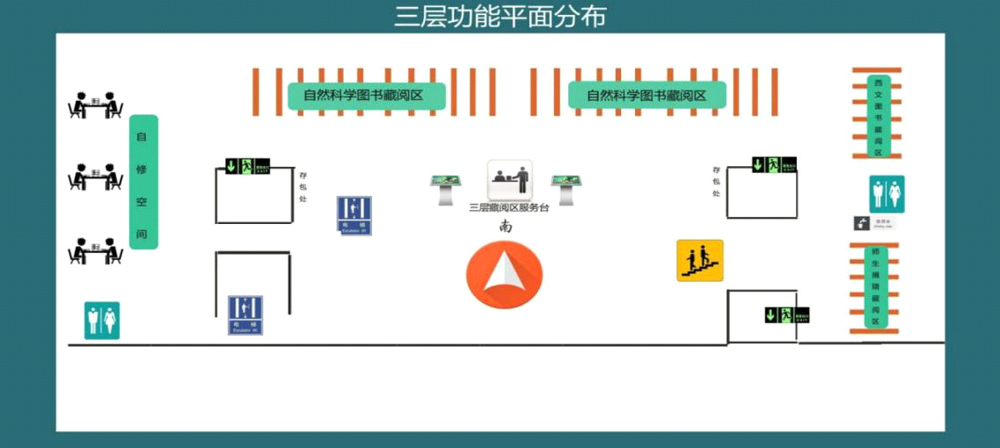 三层功能平面分布
自然科学图书藏阅区
自然科学图书藏阅区
西文图书藏阅区
自修空间
存包处
存包处
电 梯
三层藏阅区服务台
南
师生捐赠藏阅区
电 梯